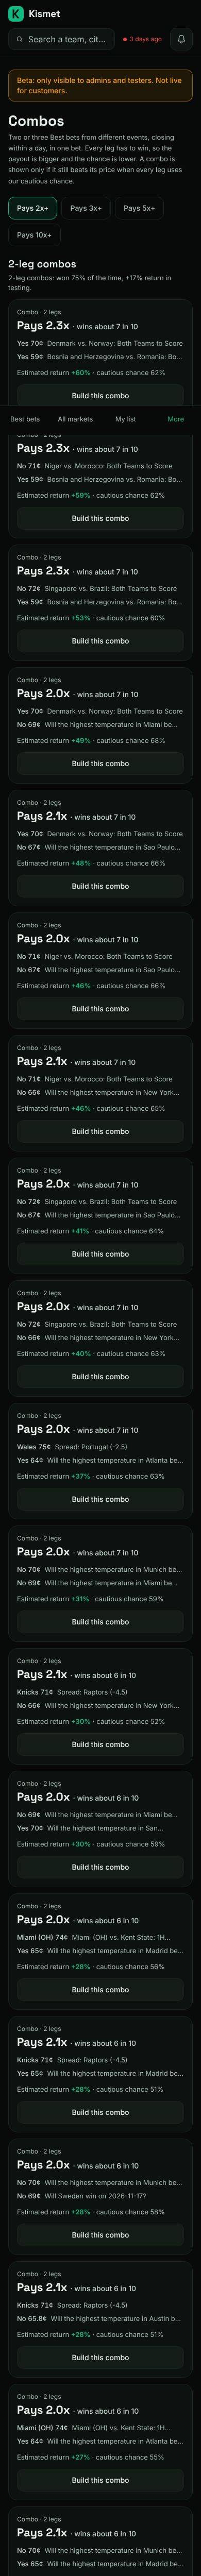 K Kismet
Search a team, cit...
3 days ago
Beta: only visible to admins and testers. Not live
for customers.
Combos
Two or three Best bets from different events, closing
within a day, in one bet. Every leg has to win, so the
payout is bigger and the chance is lower. A combo is
shown only if it still beats its price when every leg uses
our cautious chance.
Pays 2x+
Pays 3x+
Pays 5x+
Pays 10x+
2-leg combos
2-leg combos: won 75% of the time, +17% return in
testing.
Combo · 2 legs
Pays 2.3x · wins about 7 in 10
Yes 70¢ Denmark vs. Norway: Both Teams to Score
Yes 59¢ Bosnia and Herzegovina vs. Romania: Bo...
Estimated return +60% · cautious chance 62%
Build this combo
Best bets
All markets
My list
More
Combo · 2 legs
Pays 2.3x · wins about 7 in 10
No 71¢ Niger vs. Morocco: Both Teams to Score
Yes 59¢ Bosnia and Herzegovina vs. Romania: Bo...
Estimated return +59% · cautious chance 62%
Build this combo
Combo · 2 legs
Pays 2.3x · wins about 7 in 10
No 72¢ Singapore vs. Brazil: Both Teams to Score
Yes 59¢ Bosnia and Herzegovina vs. Romania: Bo...
Estimated return +53% · cautious chance 60%
Build this combo
Combo · 2 legs
Pays 2.0x · wins about 7 in 10
Yes 70¢ Denmark vs. Norway: Both Teams to Score
No 69¢ Will the highest temperature in Miami be...
Estimated return +49% · cautious chance 68%
Build this combo
Combo · 2 legs
Pays 2.1x · wins about 7 in 10
Yes 70¢ Denmark vs. Norway: Both Teams to Score
No 67¢ Will the highest temperature in Sao Paulo...
Estimated return +48% · cautious chance 66%
Build this combo
Combo · 2 legs
Pays 2.0x · wins about 7 in 10
No 71¢ Niger vs. Morocco: Both Teams to Score
No 67¢ Will the highest temperature in Sao Paulo...
Estimated return +46% · cautious chance 66%
Build this combo
Combo · 2 legs
Pays 2.1x · wins about 7 in 10
No 71¢ Niger vs. Morocco: Both Teams to Score
No 66¢ Will the highest temperature in New York...
Estimated return +46% · cautious chance 65%
Build this combo
Combo · 2 legs
Pays 2.0x · wins about 7 in 10
No 72¢ Singapore vs. Brazil: Both Teams to Score
No 67¢ Will the highest temperature in Sao Paulo...
Estimated return +41% · cautious chance 64%
Build this combo
Combo · 2 legs
Pays 2.0x · wins about 7 in 10
No 72¢ Singapore vs. Brazil: Both Teams to Score
No 66¢ Will the highest temperature in New York...
Estimated return +40% · cautious chance 63%
Build this combo
Combo · 2 legs
Pays 2.0x · wins about 7 in 10
Wales 75¢ Spread: Portugal (-2.5)
Yes 64¢ Will the highest temperature in Atlanta be...
Estimated return +37% · cautious chance 63%
Build this combo
Combo · 2 legs
Pays 2.0x · wins about 7 in 10
No 70¢ Will the highest temperature in Munich be...
No 69¢ Will the highest temperature in Miami be...
Estimated return +31% · cautious chance 59%
Build this combo
Combo · 2 legs
Pays 2.1x · wins about 6 in 10
Knicks 71¢ Spread: Raptors (-4.5)
No 66¢ Will the highest temperature in New York...
Estimated return +30% · cautious chance 52%
Build this combo
Combo · 2 legs
Pays 2.0x · wins about 6 in 10
No 69¢ Will the highest temperature in Miami be...
Yes 70¢ Will the highest temperature in San...
Estimated return +30% · cautious chance 59%
Build this combo
Combo · 2 legs
Pays 2.0x · wins about 6 in 10
Miami (OH) 74¢ Miami (OH) vs. Kent State: 1H...
Yes 65¢ Will the highest temperature in Madrid be...
Estimated return +28% · cautious chance 56%
Build this combo
Combo · 2 legs
Pays 2.1x · wins about 6 in 10
Knicks 71¢ Spread: Raptors (-4.5)
Yes 65¢ Will the highest temperature in Madrid be...
Estimated return +28% · cautious chance 51%
Build this combo
Combo · 2 legs
Pays 2.0x · wins about 6 in 10
No 70¢ Will the highest temperature in Munich be...
No 69¢ Will Sweden win on 2026-11-17?
Estimated return +28% · cautious chance 58%
Build this combo
Combo · 2 legs
Pays 2.1x · wins about 6 in 10
Knicks 71¢ Spread: Raptors (-4.5)
No 65.8¢ Will the highest temperature in Austin b...
Estimated return +28% · cautious chance 51%
Build this combo
Combo · 2 legs
Pays 2.0x · wins about 6 in 10
Miami (OH) 74¢ Miami (OH) vs. Kent State: 1H...
Yes 64¢ Will the highest temperature in Atlanta be...
Estimated return +27% · cautious chance 55%
Build this combo
Combo · 2 legs
Pays 2.1x · wins about 6 in 10
No 70¢ Will the highest temperature in Munich be...
Yes 65¢ Will the highest temperature in Madrid be...